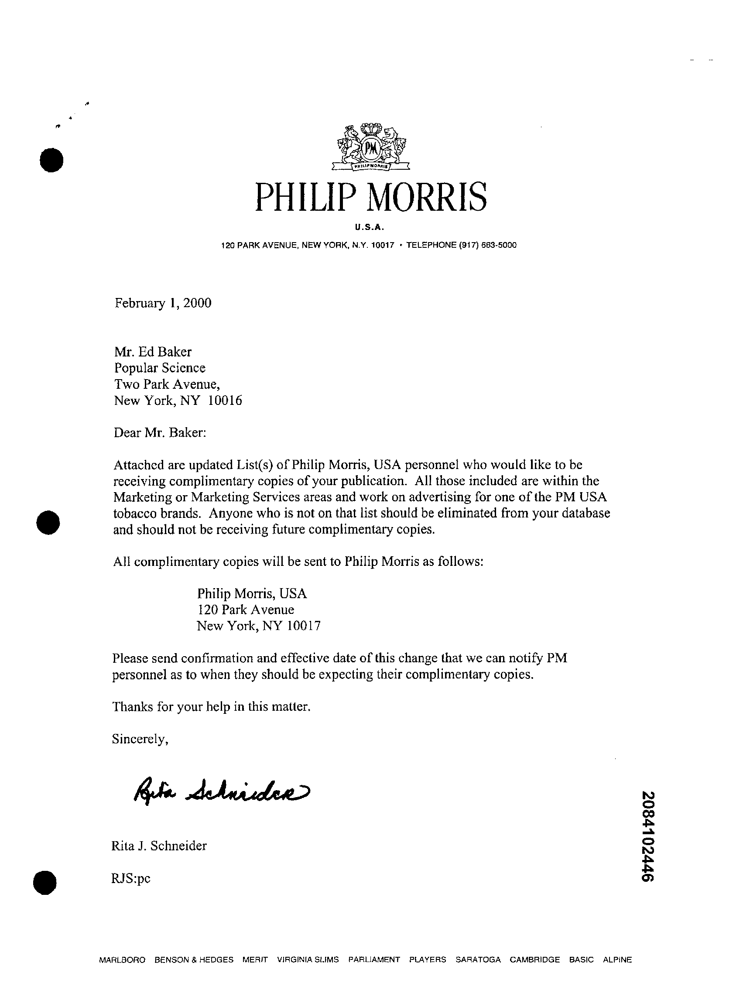 PM
PHILIP MORRIS
U.S.A.
120 PARK AVENUE, NEW YORK, N.Y. 10017 • TELEPHONE (917) 663-5000
February 1, 2000
Mr. Ed Baker
Popular Science
Two Park Avenue,
New York, NY 10016
Dear Mr. Baker:
Attached are updated List(s) of Philip Morris, USA personnel who would like to be
receiving complimentary copies of your publication. All those included are within the
Marketing or Marketing Services areas and work on advertising for one of the PM USA
tobacco brands. Anyone who is not on that list should be eliminated from your database
and should not be receiving future complimentary copies.
All complimentary copies will be sent to Philip Morris as follows:
Philip Morris, USA
120 Park Avenue
New York, NY 10017
Please send confirmation and effective date of this change that we can notify PM
personnel as to when they should be expecting their complimentary copies.
Thanks for your help in this matter.
Sincerely,
Rita Schneider
Rita J. Schneider
RJS:pc
2084102446
MARLBORO BENSON & HEDGES MERIT VIRGINIA SLIMS PARLIAMENT PLAYERS SARATOGA CAMBRIDGE BASIC ALPINE